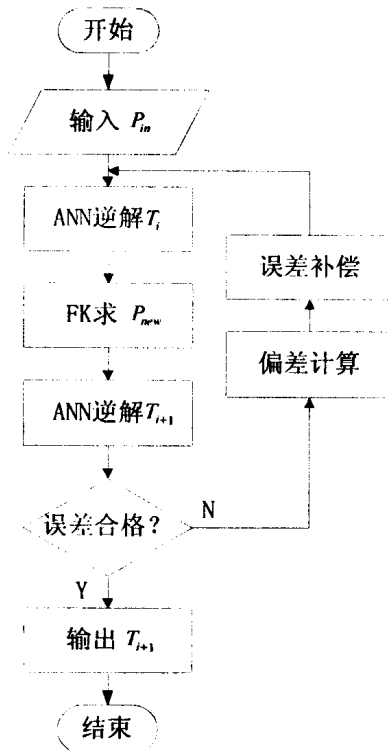 开始
输入 P_in
ANN逆解T_i
FK求 P_new
ANN逆解T_i+1
误差合格?
N
Y
误差补偿
偏差计算
输出 T_i+1
结束